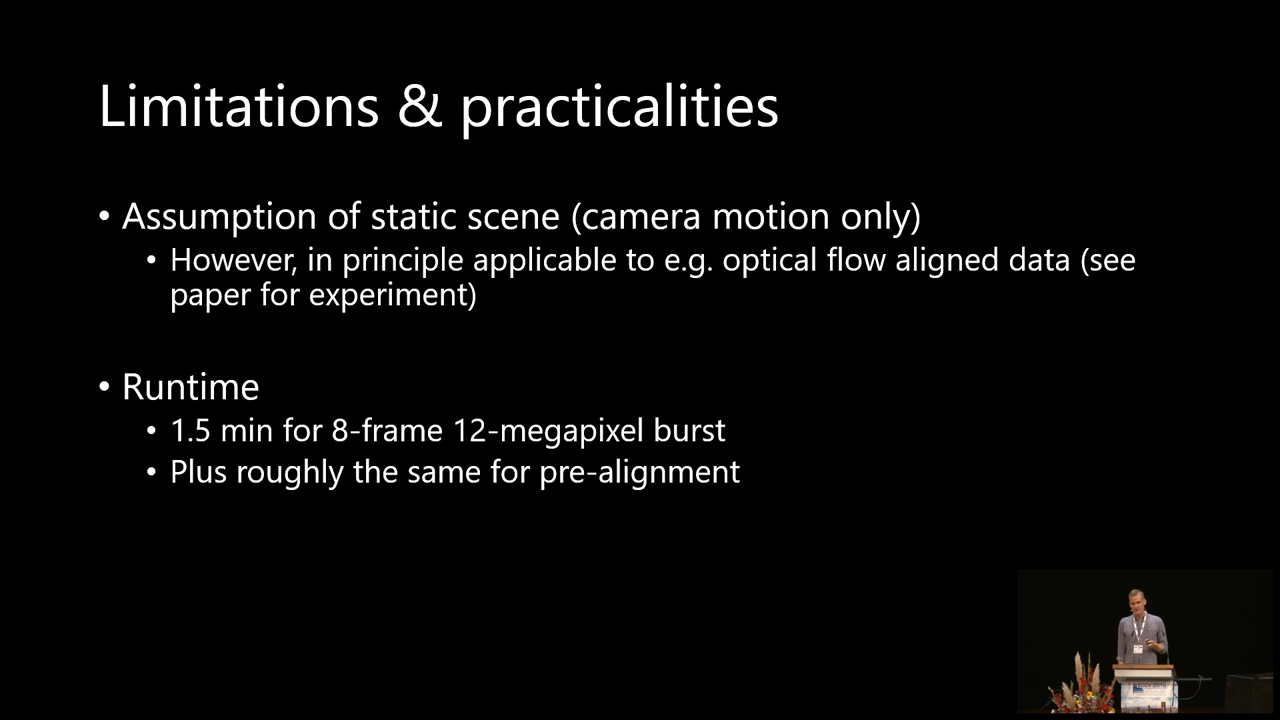 Limitations & practicalities
• Assumption of static scene (camera motion only)
• However, in principle applicable to e.g. optical flow aligned data (see
paper for experiment)
• Runtime
• 1.5 min for 8-frame 12-megapixel burst
• Plus roughly the same for pre-alignment
ECCV 2018